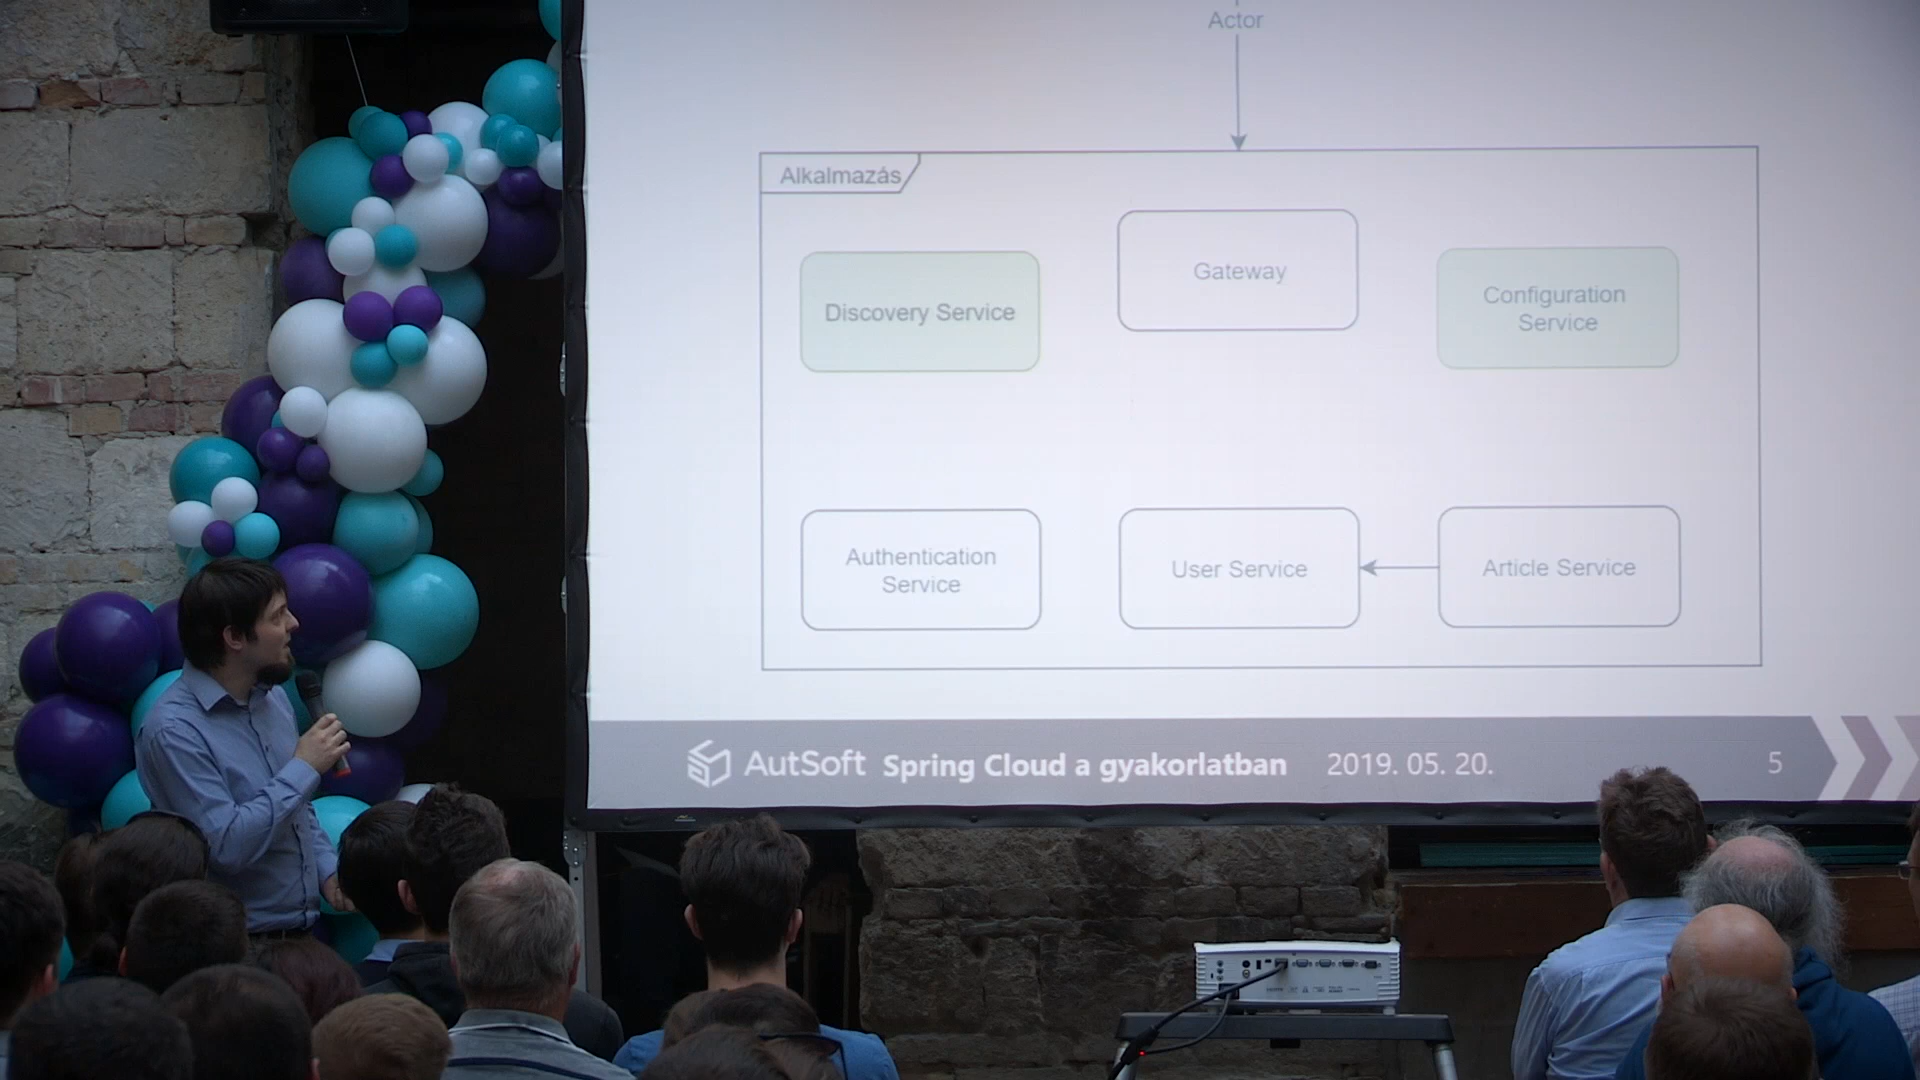 Actor
Alkalmazás
Gateway
Discovery Service
Configuration
Service
Authentication
Service
User Service
Article Service
AutSoft Spring Cloud a gyakorlatban 2019. 05. 20. 5